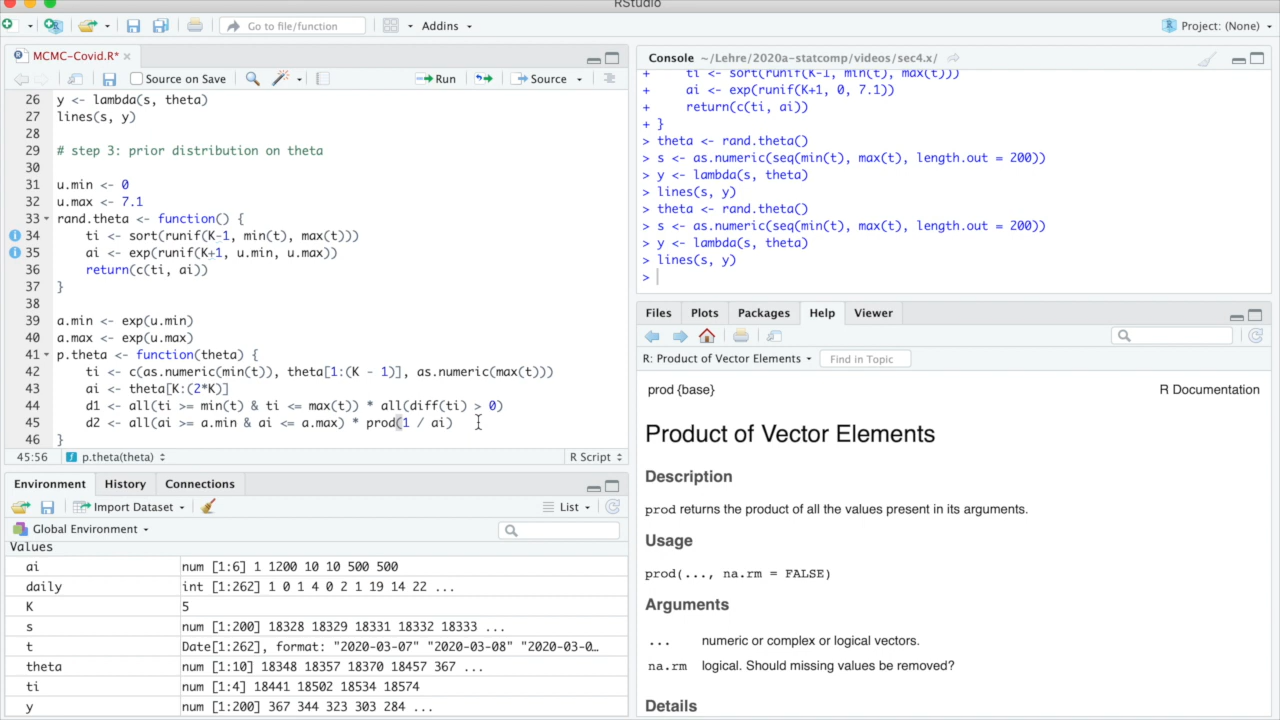 RStudio
Go to file/function
Addins
Project: (None)
MCMC-Covid.R*
Source on Save
Run
Source
26 y <- lambda(s, theta)
27 lines(s, y)
28
29 # step 3: prior distribution on theta
30
31 u.min <- 0
32 u.max <- 7.1
33 rand.theta <- function() {
34 ti <- sort(runif(K-1, min(t), max(t)))
35 ai <- exp(runif(K+1, u.min, u.max))
36 return(c(ti, ai))
37 }
38
39 a.min <- exp(u.min)
40 a.max <- exp(u.max)
41 p.theta <- function(theta) {
42 ti <- c(as.numeric(min(t)), theta[1:(K - 1)], as.numeric(max(t)))
43 ai <- theta[K:(2*K)]
44 d1 <- all(ti >= min(t) & ti <= max(t)) * all(diff(ti) > 0)
45 d2 <- all(ai >= a.min & ai <= a.max) * prod(1 / ai)
46 }
45:56 p.theta(theta) R Script
Environment History Connections
Import Dataset List
Global Environment
Values
ai num [1:6] 1 1200 10 10 500 500
daily int [1:262] 1 0 1 4 0 2 1 19 14 22 ...
K 5
s num [1:200] 18328 18329 18331 18332 18333 ...
t Date[1:262], format: "2020-03-07" "2020-03-08" "2020-03-0…
theta num [1:10] 18348 18357 18370 18457 367 ...
ti num [1:4] 18441 18502 18534 18574
y num [1:200] 367 344 323 303 284 ...
Console ~/Lehre/2020a-statcomp/videos/sec4.x/
+ ti <- sort(runif(K-1, min(t), max(t)))
+ ai <- exp(runif(K+1, 0, 7.1))
+ return(c(ti, ai))
+ }
> theta <- rand.theta()
> s <- as.numeric(seq(min(t), max(t), length.out = 200))
> y <- lambda(s, theta)
> lines(s, y)
> theta <- rand.theta()
> s <- as.numeric(seq(min(t), max(t), length.out = 200))
> y <- lambda(s, theta)
> lines(s, y)
>
Files Plots Packages Help Viewer
R: Product of Vector Elements Find in Topic
prod {base} R Documentation
Product of Vector Elements
Description
prod returns the product of all the values present in its arguments.
Usage
prod(..., na.rm = FALSE)
Arguments
... numeric or complex or logical vectors.
na.rm logical. Should missing values be removed?
Details